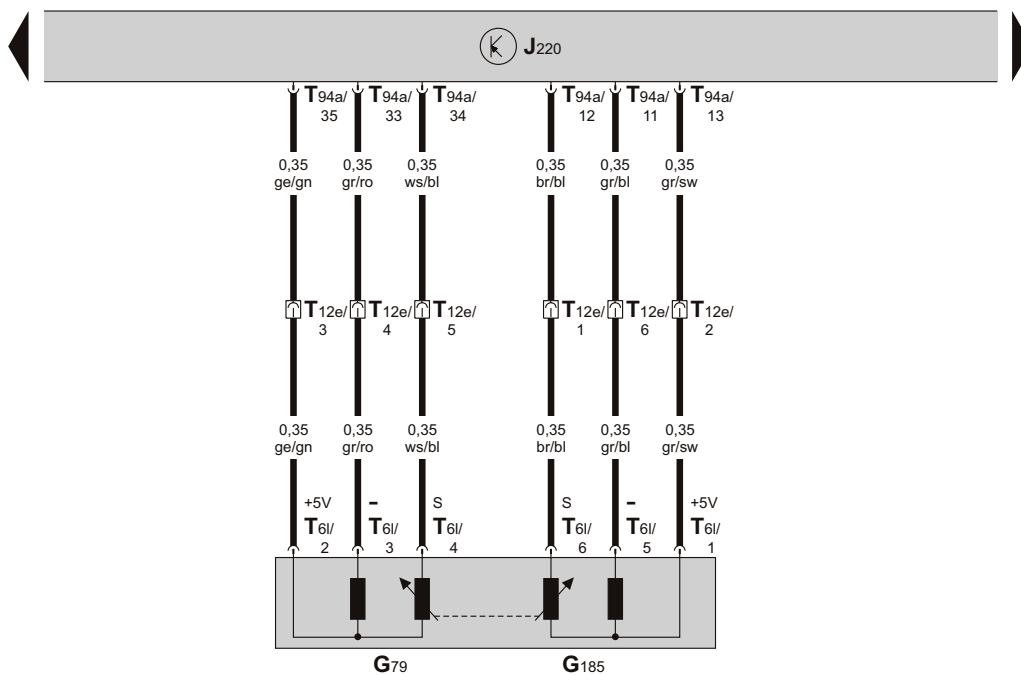 J220
T94a/ T94a/ T94a/ T94a/ T94a/ T94a/
35 33 34 12 11 13
0,35 0,35 0,35 0,35 0,35 0,35
ge/gn gr/ro ws/bl br/bl gr/bl gr/sw
T12e/ T12e/ T12e/ T12e/ T12e/ T12e/
3 4 5 1 6 2
0,35 0,35 0,35 0,35 0,35 0,35
ge/gn gr/ro ws/bl br/bl gr/bl gr/sw
+5V – S S – +5V
T6l/ T6l/ T6l/ T6l/ T6l/ T6l/
2 3 4 6 5 1
G79 G185